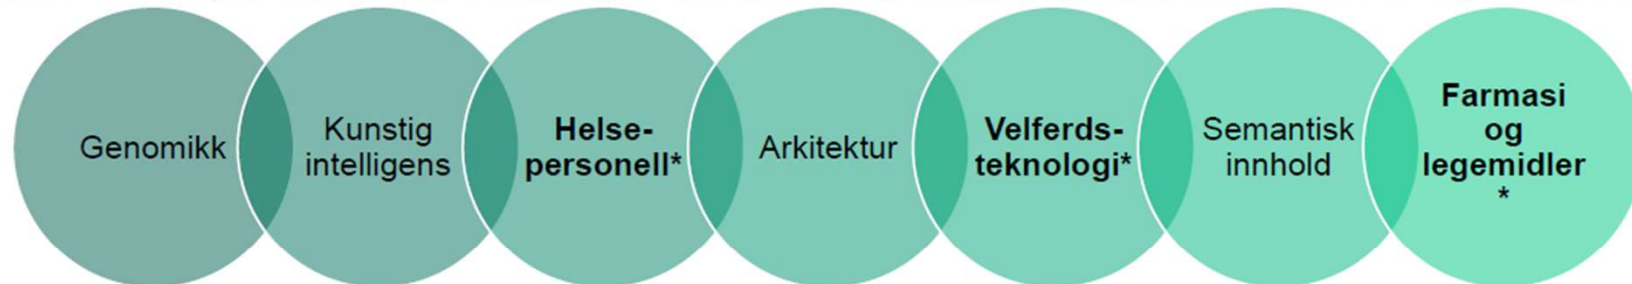 Genomikk
Kunstig
intelligens
Helse-
personell*
Arkitektur
Velferds-
teknologi*
Semantisk
innhold
Farmasi
og
legemidler
*